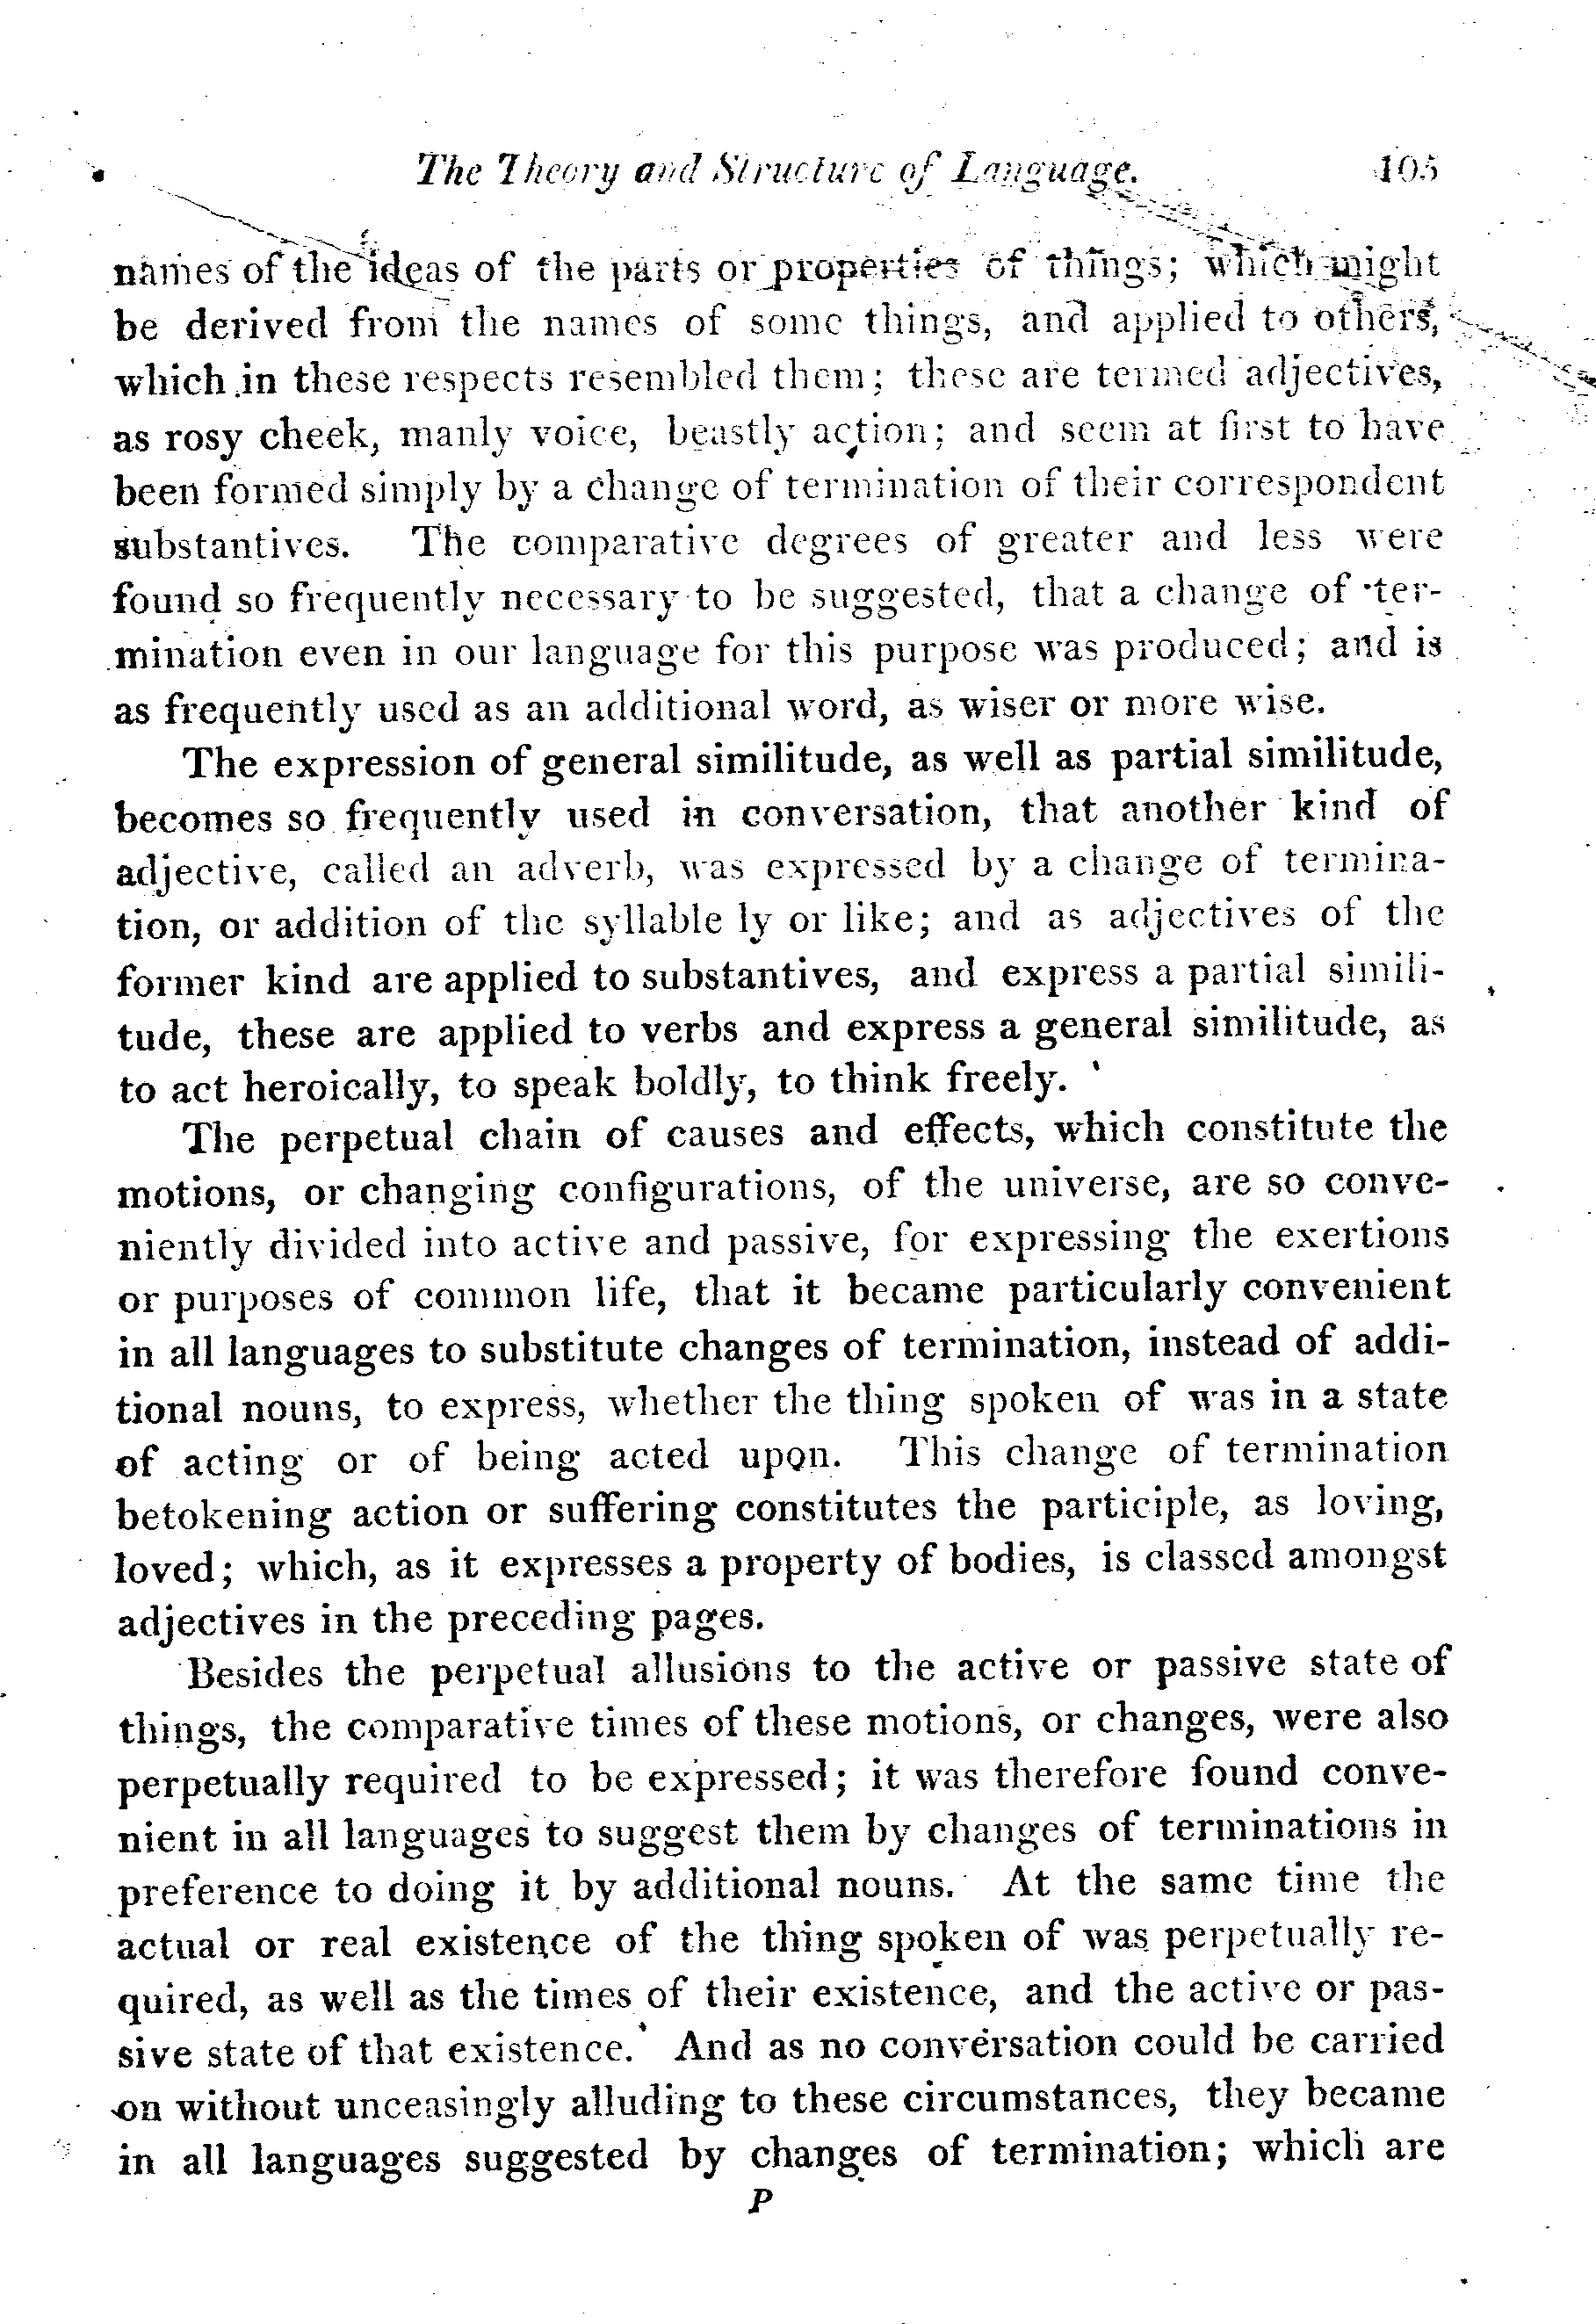 The Theory and Structure of Language. 105
names of the ideas of the parts or properties of things; which might
be derived from the names of some things, and applied to others,
which in these respects resembled them; these are termed adjectives,
as rosy cheek, manly voice, beastly action; and seem at first to have
been formed simply by a change of termination of their correspondent
substantives. The comparative degrees of greater and less were
found so frequently necessary to be suggested, that a change of ter-
mination even in our language for this purpose was produced; and is
as frequently used as an additional word, as wiser or more wise.
The expression of general similitude, as well as partial similitude,
becomes so frequently used in conversation, that another kind of
adjective, called an adverb, was expressed by a change of termina-
tion, or addition of the syllable ly or like; and as adjectives of the
former kind are applied to substantives, and express a partial simili-
tude, these are applied to verbs and express a general similitude, as
to act heroically, to speak boldly, to think freely.
The perpetual chain of causes and effects, which constitute the
motions, or changing configurations, of the universe, are so conve-
niently divided into active and passive, for expressing the exertions
or purposes of common life, that it became particularly convenient
in all languages to substitute changes of termination, instead of addi-
tional nouns, to express, whether the thing spoken of was in a state
of acting or of being acted upon. This change of termination
betokening action or suffering constitutes the participle, as loving,
loved; which, as it expresses a property of bodies, is classed amongst
adjectives in the preceding pages.
Besides the perpetual allusions to the active or passive state of
things, the comparative times of these motions, or changes, were also
perpetually required to be expressed; it was therefore found conve-
nient in all languages to suggest them by changes of terminations in
preference to doing it by additional nouns. At the same time the
actual or real existence of the thing spoken of was perpetually re-
quired, as well as the times of their existence, and the active or pas-
sive state of that existence. And as no conversation could be carried
on without unceasingly alluding to these circumstances, they became
in all languages suggested by changes of termination; which are
P